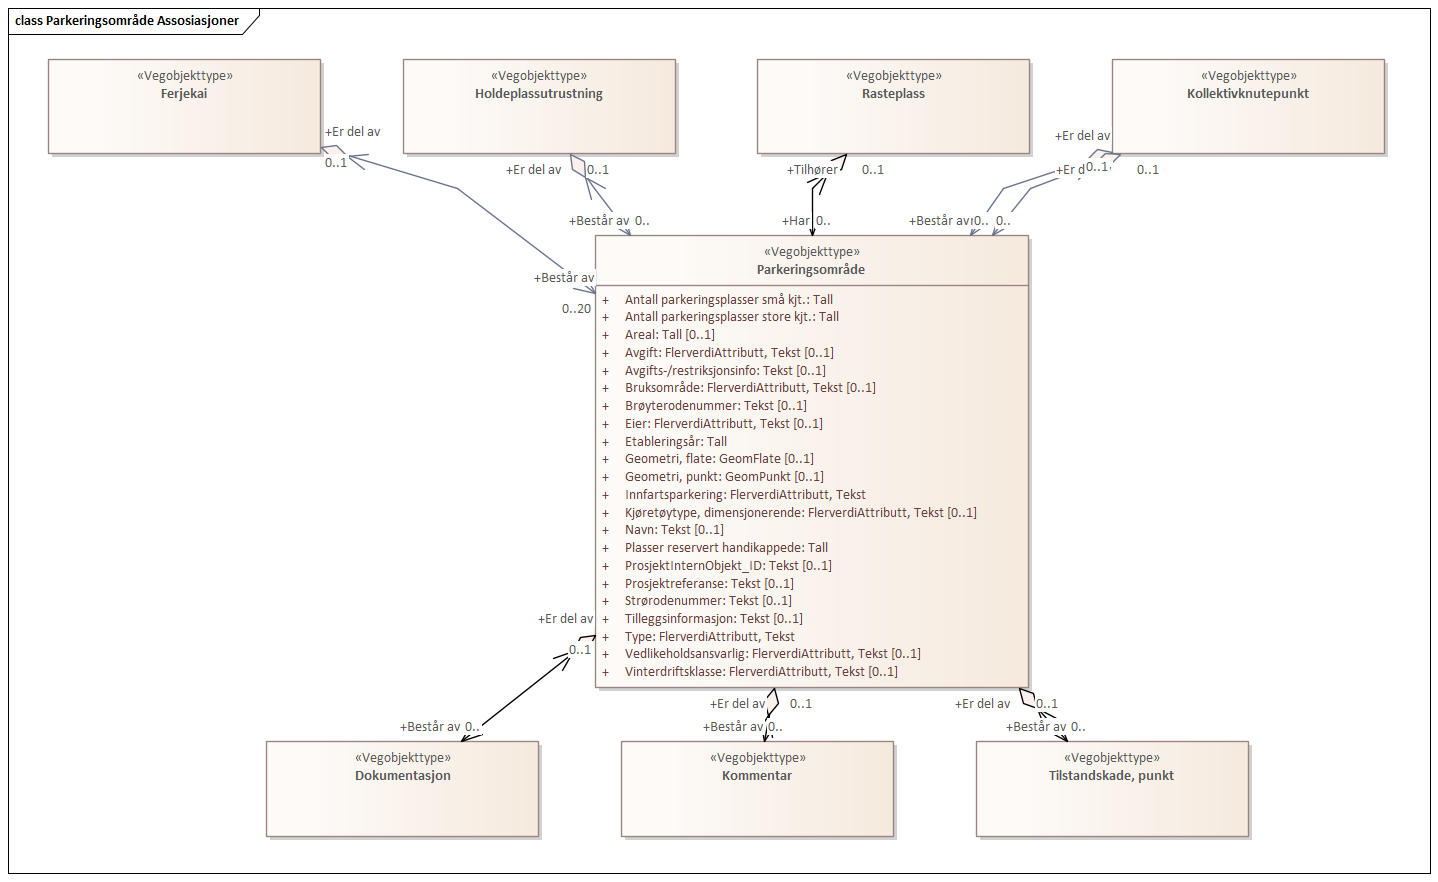 class Parkeringsområde Assosiasjoner
«Vegobjekttype»
Ferjekai
«Vegobjekttype»
Holdeplassutrustning
«Vegobjekttype»
Rasteplass
«Vegobjekttype»
Kollektivknutepunkt
+Er del av
0..1
+Er del av
0..1
+Tilhører
0..1
+Er del av
0..1
+Er d
0..1
+Består av
0..20
+Består av 0..
+Har 0..
+Består av
0..
0..
«Vegobjekttype»
Parkeringsområde
+ Antall parkeringsplasser små kjt.: Tall
+ Antall parkeringsplasser store kjt.: Tall
+ Areal: Tall [0..1]
+ Avgift: FlerverdiAttributt, Tekst [0..1]
+ Avgifts-/restriksjonsinfo: Tekst [0..1]
+ Bruksområde: FlerverdiAttributt, Tekst [0..1]
+ Brøyterodenummer: Tekst [0..1]
+ Eier: FlerverdiAttributt, Tekst [0..1]
+ Etableringsår: Tall
+ Geometri, flate: GeomFlate [0..1]
+ Geometri, punkt: GeomPunkt [0..1]
+ Innfartsparkering: FlerverdiAttributt, Tekst
+ Kjøretøytype, dimensjonerende: FlerverdiAttributt, Tekst [0..1]
+ Navn: Tekst [0..1]
+ Plasser reservert handikappede: Tall
+ ProsjektInternObjekt_ID: Tekst [0..1]
+ Prosjektreferanse: Tekst [0..1]
+ Strørodenummer: Tekst [0..1]
+ Tilleggsinformasjon: Tekst [0..1]
+ Type: FlerverdiAttributt, Tekst
+ Vedlikeholdsansvarlig: FlerverdiAttributt, Tekst [0..1]
+ Vinterdriftsklasse: FlerverdiAttributt, Tekst [0..1]
+Er del av
0..1
+Er del av
0..1
+Er del av
0..1
+Består av 0..
+Består av 0..
+Består av 0..
«Vegobjekttype»
Dokumentasjon
«Vegobjekttype»
Kommentar
«Vegobjekttype»
Tilstandskade, punkt